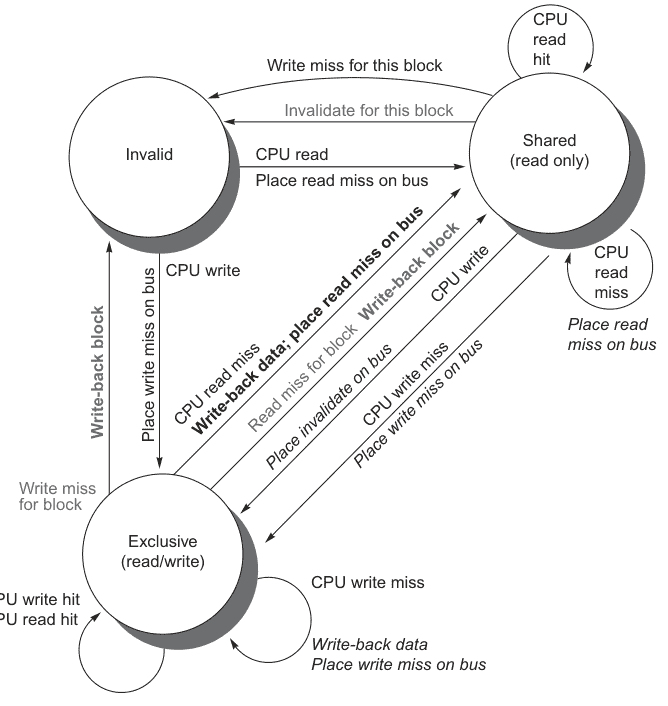 CPU
read
hit
Write miss for this block
Invalidate for this block
Invalid
Shared
(read only)
CPU read
Place read miss on bus
CPU write
Place write miss on bus
Write-back block
CPU read miss
Write-back data; place read miss on bus
Read miss for block Write-back block
CPU write
Place invalidate on bus
CPU write miss
Place write miss on bus
CPU
read
miss
Place read
miss on bus
Write miss
for block
Exclusive
(read/write)
PU write hit
PU read hit
CPU write miss
Write-back data
Place write miss on bus